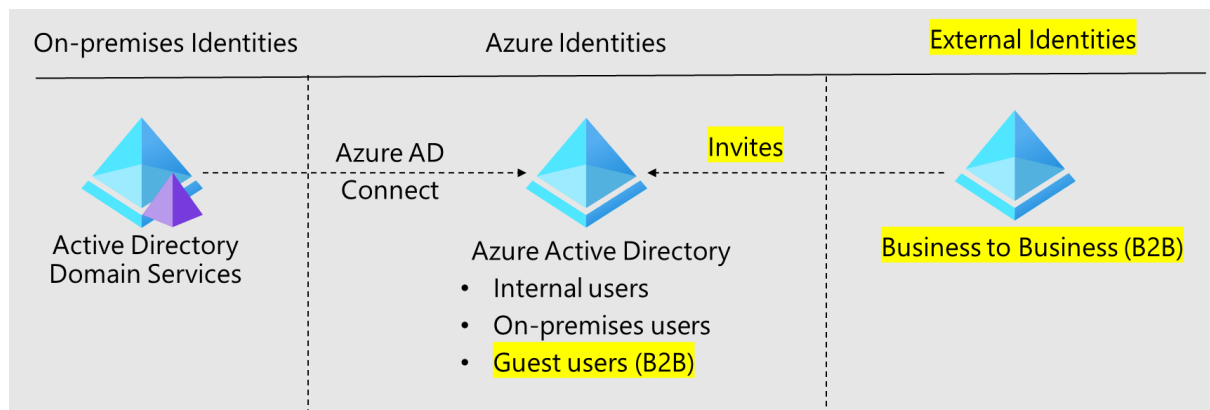 On-premises Identities
Azure Identities
External Identities
Azure AD
Connect
Invites
Active Directory
Domain Services
Azure Active Directory
• Internal users
• On-premises users
• Guest users (B2B)
Business to Business (B2B)